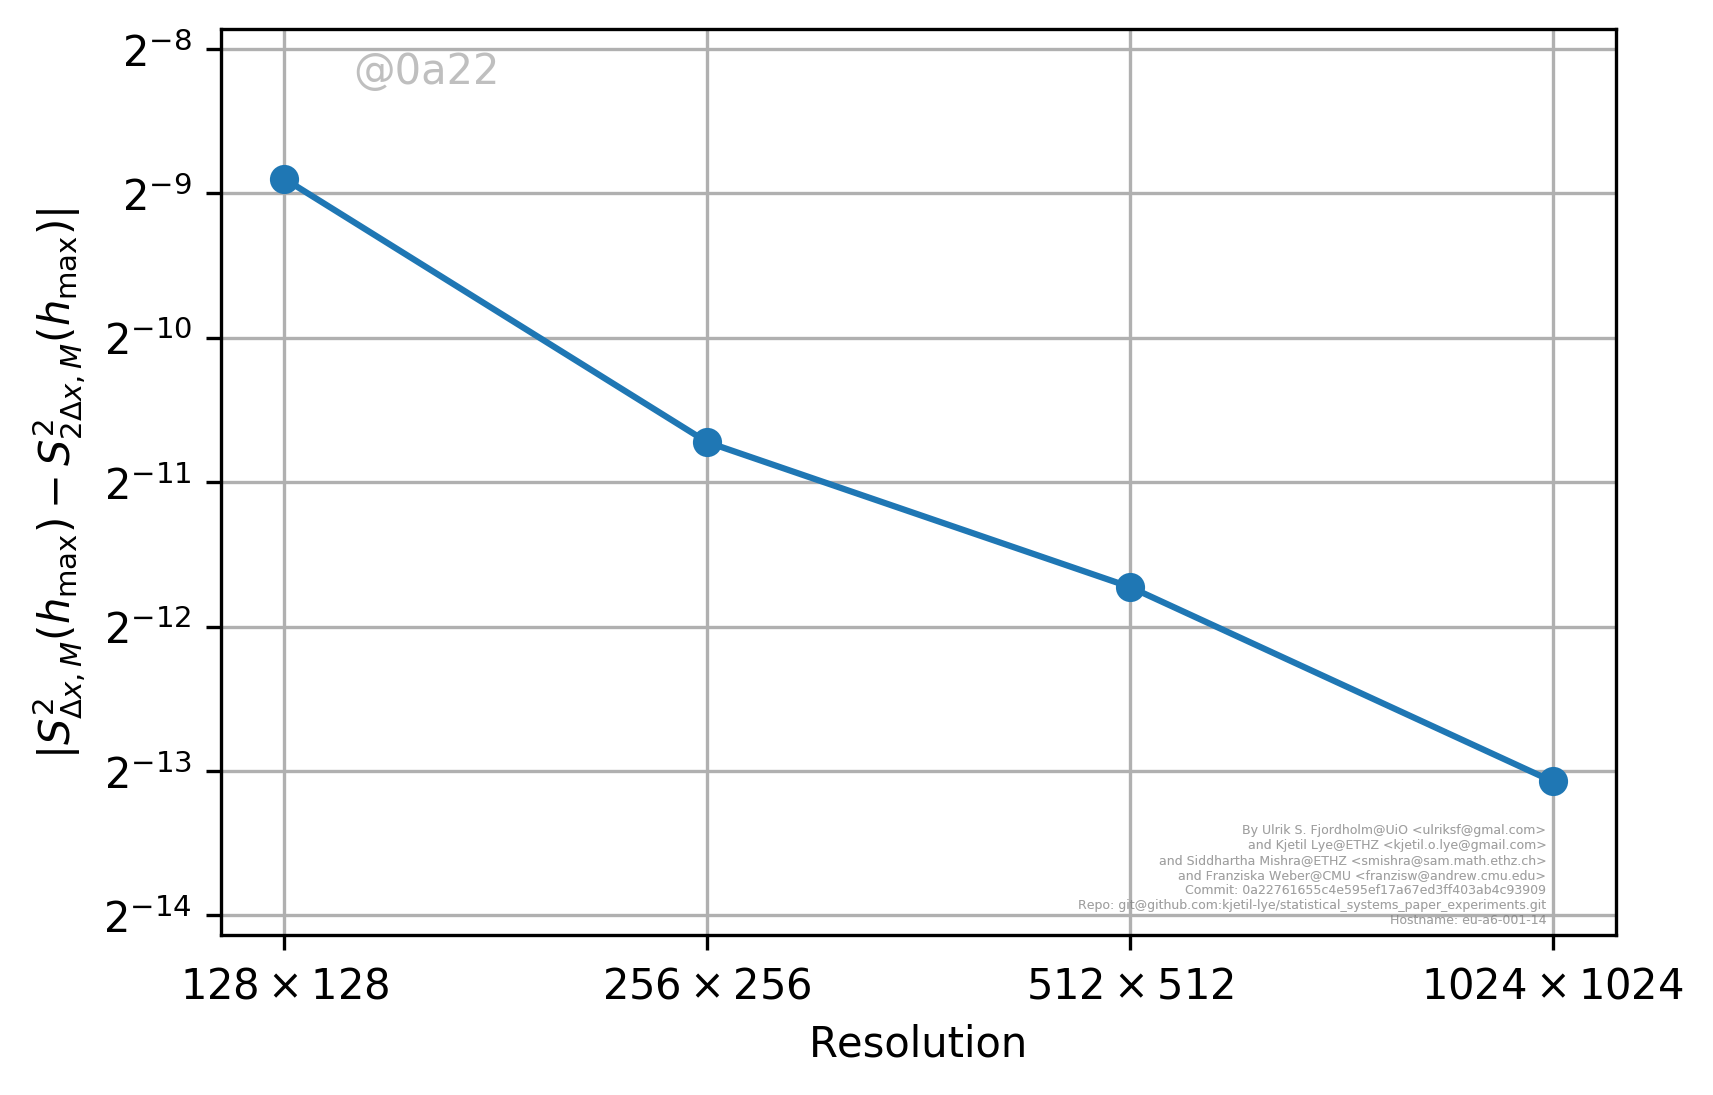 2⁻⁸
@0a22
2⁻⁹
2⁻¹⁰
2⁻¹¹
2⁻¹²
2⁻¹³
2⁻¹⁴
|S²_{Δx, M}(h_max) − S²_{2Δx, M}(h_max)|
By Ulrik S. Fjordholm@UiO <ulriksf@gmal.com>
and Kjetil Lye@ETHZ <kjetil.o.lye@gmail.com>
and Siddhartha Mishra@ETHZ <smishra@sam.math.ethz.ch>
and Franziska Weber@CMU <franzisw@andrew.cmu.edu>
Commit: 0a22761655c4e595ef17a67ed3ff403ab4c93909
Repo: git@github.com:kjetil-lye/statistical_systems_paper_experiments.git
Hostname: eu-a6-001-14
128 × 128
256 × 256
512 × 512
1024 × 1024
Resolution